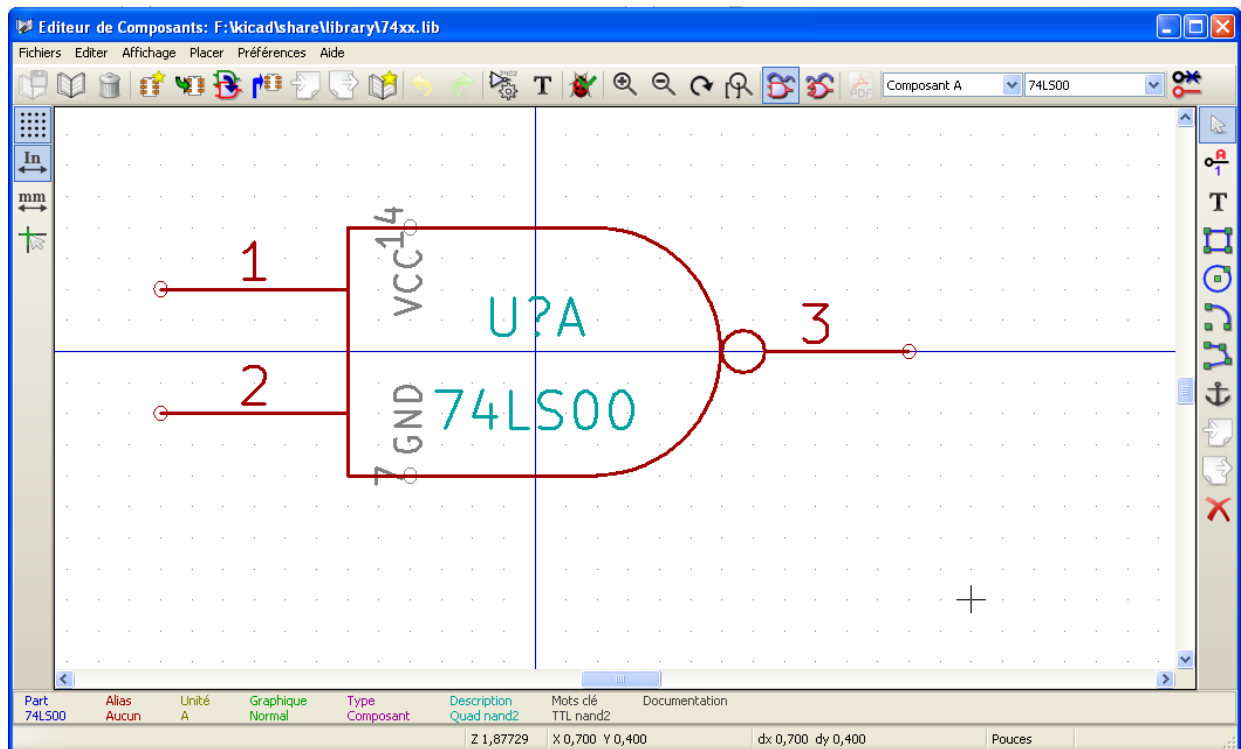 Editeur de Composants: F:\kicad\share\library\74xx.lib
Fichiers Editer Affichage Placer Préférences Aide
T Composant A 74LS00
In
mm
A
1
T
14
VCC
1
U?A
3
2
GND
74LS00
7
Part Alias Unité Graphique Type Description Mots clé Documentation
74LS00 Aucun A Normal Composant Quad nand2 TTL nand2
Z 1,87729 X 0,700 Y 0,400 dx 0,700 dy 0,400 Pouces